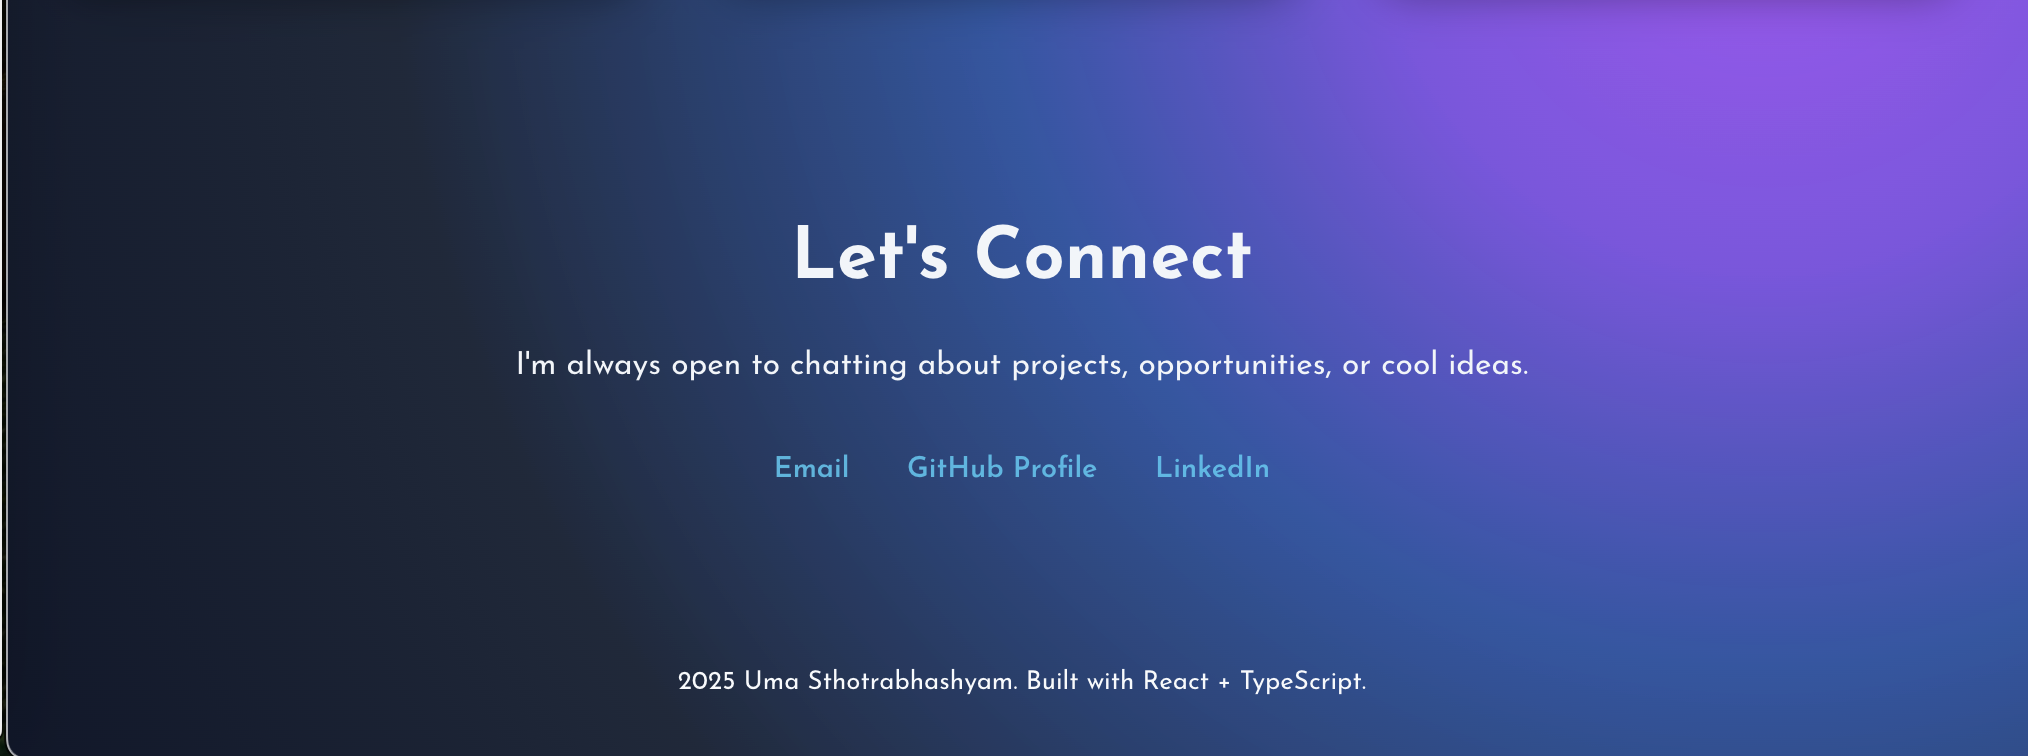 Let's Connect
I'm always open to chatting about projects, opportunities, or cool ideas.
Email GitHub Profile LinkedIn
2025 Uma Sthotrabhashyam. Built with React + TypeScript.